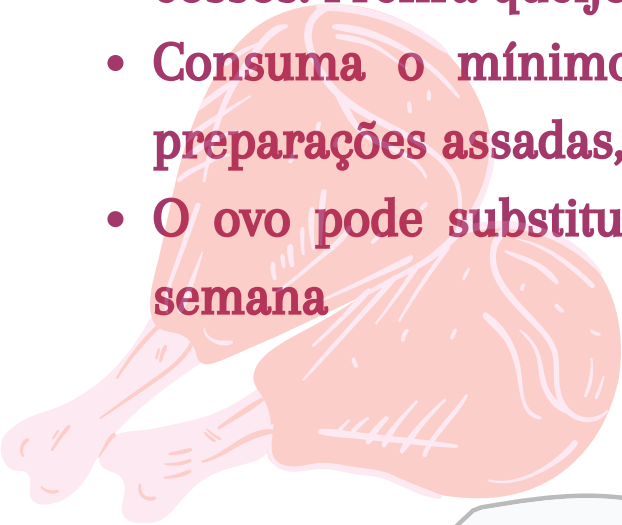 • Consuma o mínimo
preparações assadas,
• O ovo pode substitu
semana